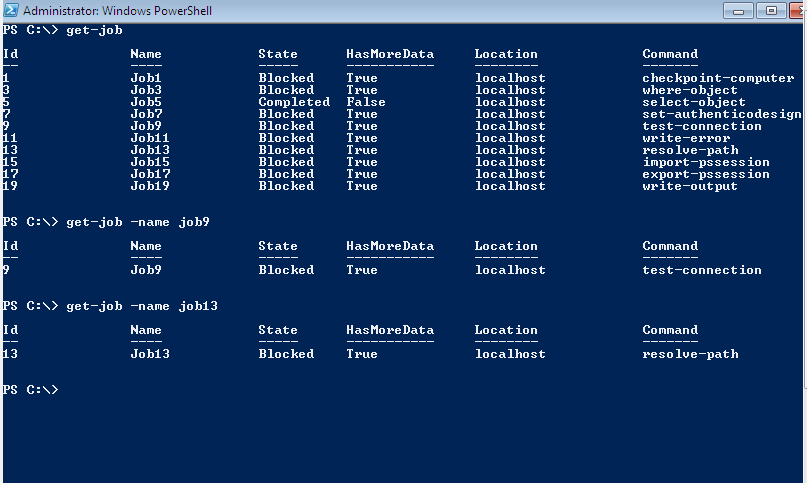 Administrator: Windows PowerShell
PS C:\> get-job
Id Name State HasMoreData Location Command
-- ---- ----- ----------- -------- -------
1 Job1 Blocked True localhost checkpoint-computer
3 Job3 Blocked True localhost where-object
5 Job5 Completed False localhost select-object
7 Job7 Blocked True localhost set-authenticodesign
9 Job9 Blocked True localhost test-connection
11 Job11 Blocked True localhost write-error
13 Job13 Blocked True localhost resolve-path
15 Job15 Blocked True localhost import-pssession
17 Job17 Blocked True localhost export-pssession
19 Job19 Blocked True localhost write-output
PS C:\> get-job -name job9
Id Name State HasMoreData Location Command
-- ---- ----- ----------- -------- -------
9 Job9 Blocked True localhost test-connection
PS C:\> get-job -name job13
Id Name State HasMoreData Location Command
-- ---- ----- ----------- -------- -------
13 Job13 Blocked True localhost resolve-path
PS C:\>